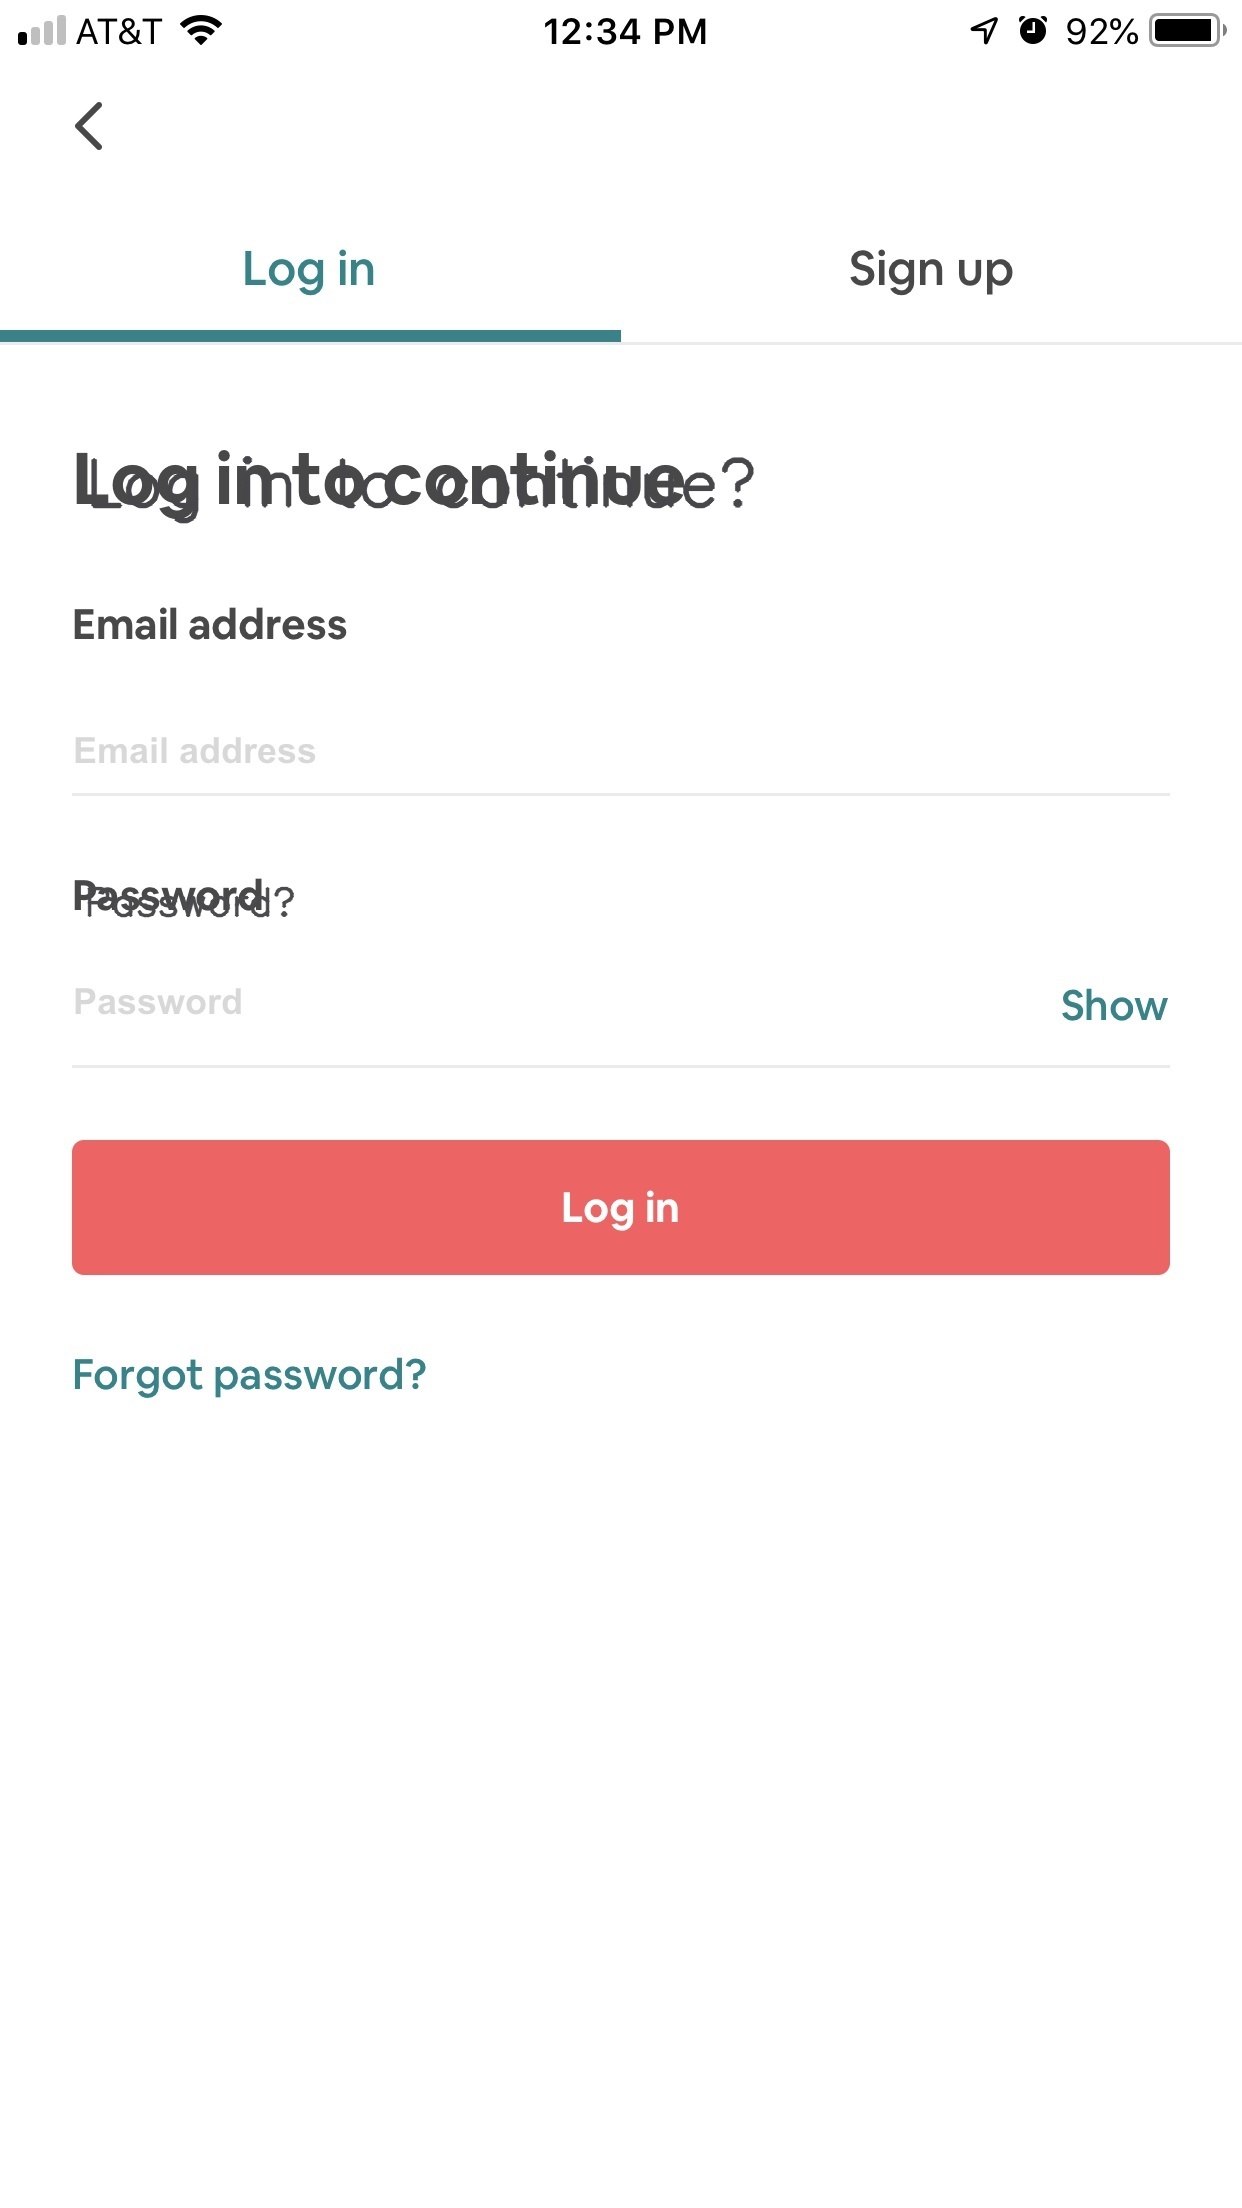 AT&T 12:34 PM 92%
Log in Sign up
Log in to continue
Log in to continue?
Email address
Email address
Password
Password?
Password Show
Log in
Forgot password?